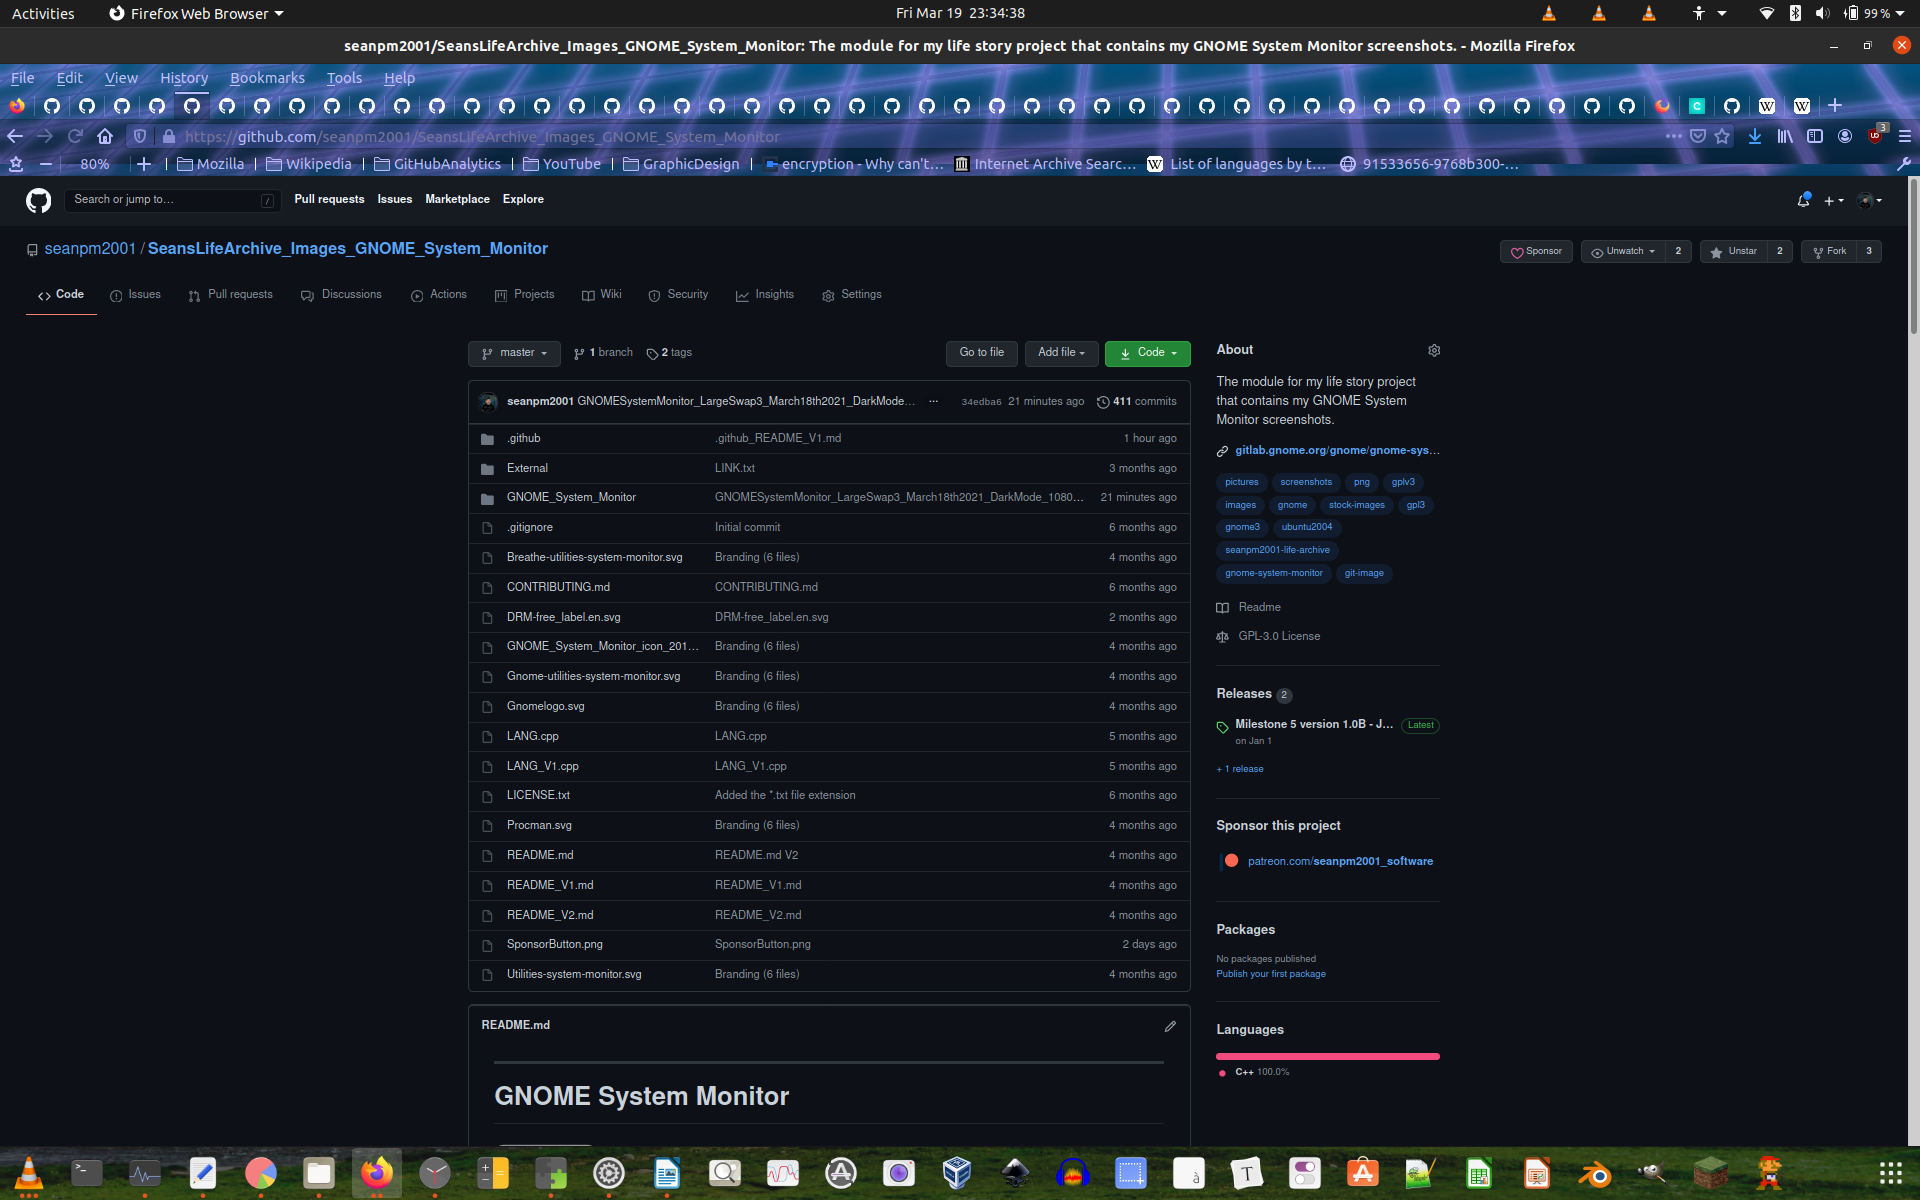 Activities Firefox Web Browser Fri Mar 19 23:34:38 99 %
seanpm2001/SeansLifeArchive_Images_GNOME_System_Monitor: The module for my life story project that contains my GNOME System Monitor screenshots. - Mozilla Firefox
File Edit View History Bookmarks Tools Help
https://github.com/seanpm2001/SeansLifeArchive_Images_GNOME_System_Monitor 3
80% Mozilla Wikipedia GitHubAnalytics YouTube GraphicDesign encryption - Why can't… Internet Archive Searc… List of languages by t… 91533656-9768b300-…
Search or jump to… / Pull requests Issues Marketplace Explore
seanpm2001 / SeansLifeArchive_Images_GNOME_System_Monitor Sponsor Unwatch 2 Unstar 2 Fork 3
Code Issues Pull requests Discussions Actions Projects Wiki Security Insights Settings
master 1 branch 2 tags Go to file Add file Code
seanpm2001 GNOMESystemMonitor_LargeSwap3_March18th2021_DarkMode… ... 34edba6 21 minutes ago 411 commits
.github .github_README_V1.md 1 hour ago
External LINK.txt 3 months ago
GNOME_System_Monitor GNOMESystemMonitor_LargeSwap3_March18th2021_DarkMode_1080… 21 minutes ago
.gitignore Initial commit 6 months ago
Breathe-utilities-system-monitor.svg Branding (6 files) 4 months ago
CONTRIBUTING.md CONTRIBUTING.md 6 months ago
DRM-free_label.en.svg DRM-free_label.en.svg 2 months ago
GNOME_System_Monitor_icon_201… Branding (6 files) 4 months ago
Gnome-utilities-system-monitor.svg Branding (6 files) 4 months ago
Gnomelogo.svg Branding (6 files) 4 months ago
LANG.cpp LANG.cpp 5 months ago
LANG_V1.cpp LANG_V1.cpp 5 months ago
LICENSE.txt Added the *.txt file extension 6 months ago
Procman.svg Branding (6 files) 4 months ago
README.md README.md V2 4 months ago
README_V1.md README_V1.md 4 months ago
README_V2.md README_V2.md 4 months ago
SponsorButton.png SponsorButton.png 2 days ago
Utilities-system-monitor.svg Branding (6 files) 4 months ago
README.md
GNOME System Monitor
About
The module for my life story project
that contains my GNOME System
Monitor screenshots.
gitlab.gnome.org/gnome/gnome-sys…
pictures screenshots png gplv3
images gnome stock-images gpl3
gnome3 ubuntu2004
seanpm2001-life-archive
gnome-system-monitor git-image
Readme
GPL-3.0 License
Releases 2
Milestone 5 version 1.0B - J… Latest
on Jan 1
+ 1 release
Sponsor this project
patreon.com/seanpm2001_software
Packages
No packages published
Publish your first package
Languages
C++ 100.0%